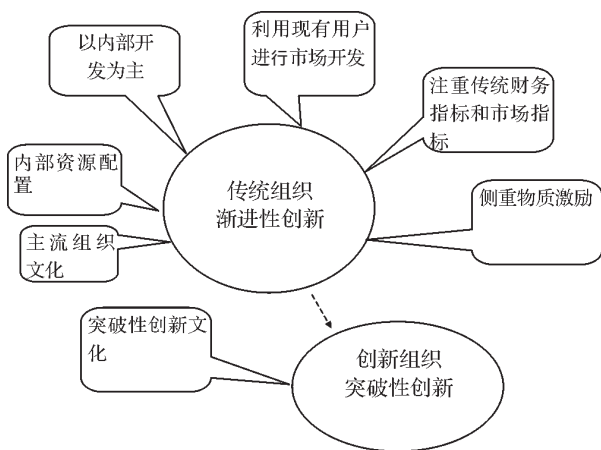 以内部开
发为主
利用现有用户
进行市场开发
注重传统财务
指标和市场指
标
内部资源配
置
传统组织
渐进性创新
侧重物质激励
主流组织
文化
突破性创新文
化
创新组织
突破性创新